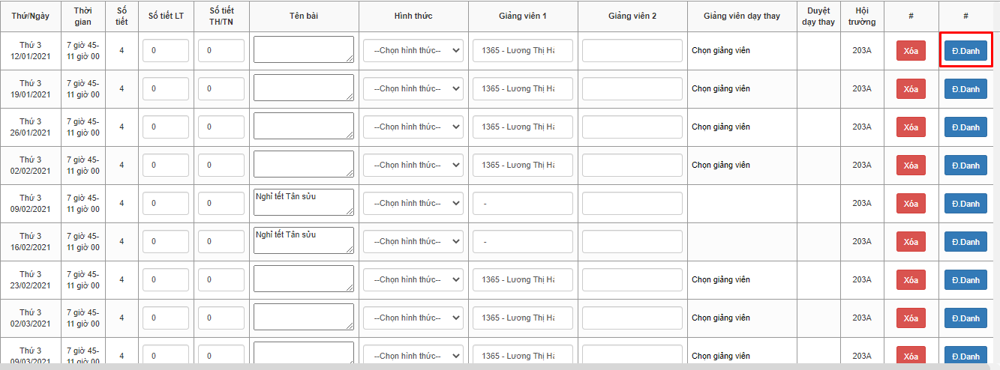 Thứ/Ngày Thời gian Số tiết Số tiết LT Số tiết TH/TN Tên bài Hình thức Giảng viên 1 Giảng viên 2 Giảng viên dạy thay Duyệt dạy thay Hội trường # #
Thứ 3 12/01/2021 7 giờ 45- 11 giờ 00 4 0 0 --Chọn hình thức-- 1365 - Lương Thị Hà Chọn giảng viên 203A Xóa Đ.Danh
Thứ 3 19/01/2021 7 giờ 45- 11 giờ 00 4 0 0 --Chọn hình thức-- 1365 - Lương Thị Hà Chọn giảng viên 203A Xóa Đ.Danh
Thứ 3 26/01/2021 7 giờ 45- 11 giờ 00 4 0 0 --Chọn hình thức-- 1365 - Lương Thị Hà Chọn giảng viên 203A Xóa Đ.Danh
Thứ 3 02/02/2021 7 giờ 45- 11 giờ 00 4 0 0 --Chọn hình thức-- 1365 - Lương Thị Hà Chọn giảng viên 203A Xóa Đ.Danh
Thứ 3 09/02/2021 7 giờ 45- 11 giờ 00 4 0 0 Nghỉ tết Tân sửu --Chọn hình thức-- - 203A Xóa Đ.Danh
Thứ 3 16/02/2021 7 giờ 45- 11 giờ 00 4 0 0 Nghỉ tết Tân sửu --Chọn hình thức-- - 203A Xóa Đ.Danh
Thứ 3 23/02/2021 7 giờ 45- 11 giờ 00 4 0 0 --Chọn hình thức-- 1365 - Lương Thị Hà Chọn giảng viên 203A Xóa Đ.Danh
Thứ 3 02/03/2021 7 giờ 45- 11 giờ 00 4 0 0 --Chọn hình thức-- 1365 - Lương Thị Hà Chọn giảng viên 203A Xóa Đ.Danh
Thứ 3 09/03/2021 7 giờ 45- 11 giờ 00 4 0 0 --Chọn hình thức-- 1365 - Lương Thị Hà Chọn giảng viên 203A Xóa Đ.Danh